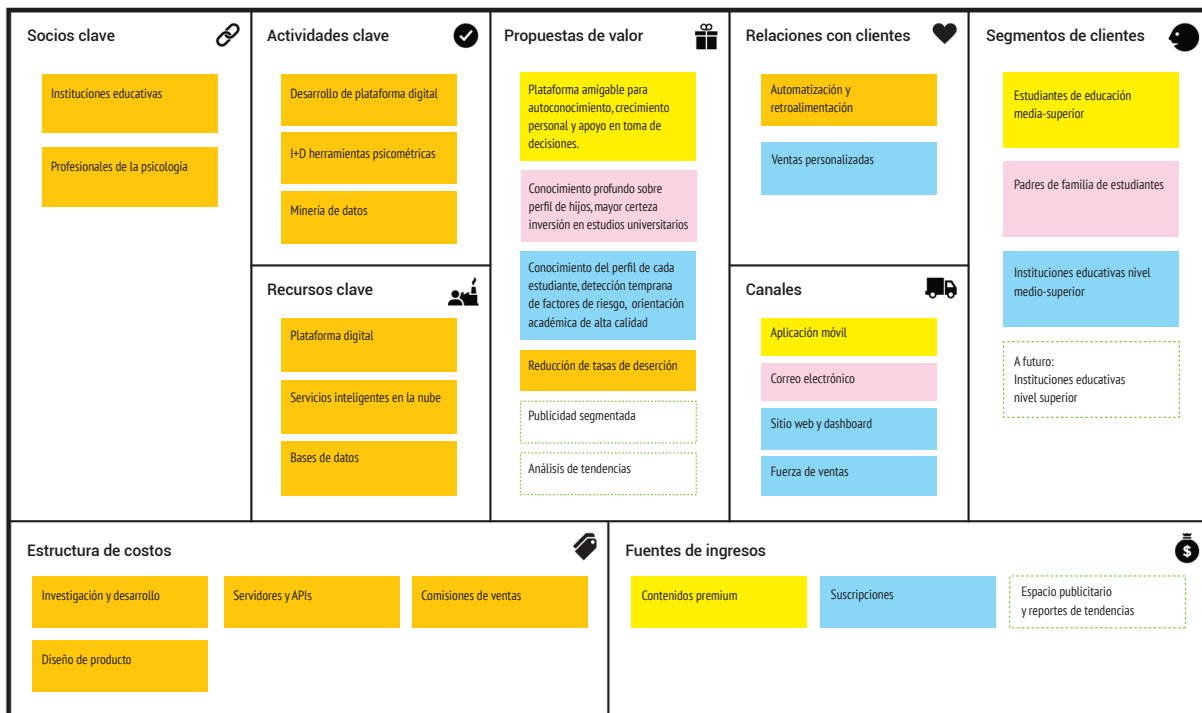 Socios clave
Instituciones educativas
Profesionales de la psicología
Actividades clave
Desarrollo de plataforma digital
I+D herramientas psicométricas
Minería de datos
Recursos clave
Plataforma digital
Servicios inteligentes en la nube
Bases de datos
Propuestas de valor
Plataforma amigable para
autoconocimiento, crecimiento
personal y apoyo en toma de
decisiones.
Conocimiento profundo sobre
perfil de hijos, mayor certeza
inversión en estudios universitarios
Conocimiento del perfil de cada
estudiante, detección temprana
de factores de riesgo, orientación
académica de alta calidad
Reducción de tasas de deserción
Publicidad segmentada
Análisis de tendencias
Relaciones con clientes
Automatización y
retroalimentación
Ventas personalizadas
Canales
Aplicación móvil
Correo electrónico
Sitio web y dashboard
Fuerza de ventas
Segmentos de clientes
Estudiantes de educación
media-superior
Padres de familia de estudiantes
Instituciones educativas nivel
medio-superior
A futuro:
Instituciones educativas
nivel superior
Estructura de costos
Investigación y desarrollo
Servidores y APIs
Comisiones de ventas
Diseño de producto
Fuentes de ingresos
$
Contenidos premium
Suscripciones
Espacio publicitario
y reportes de tendencias